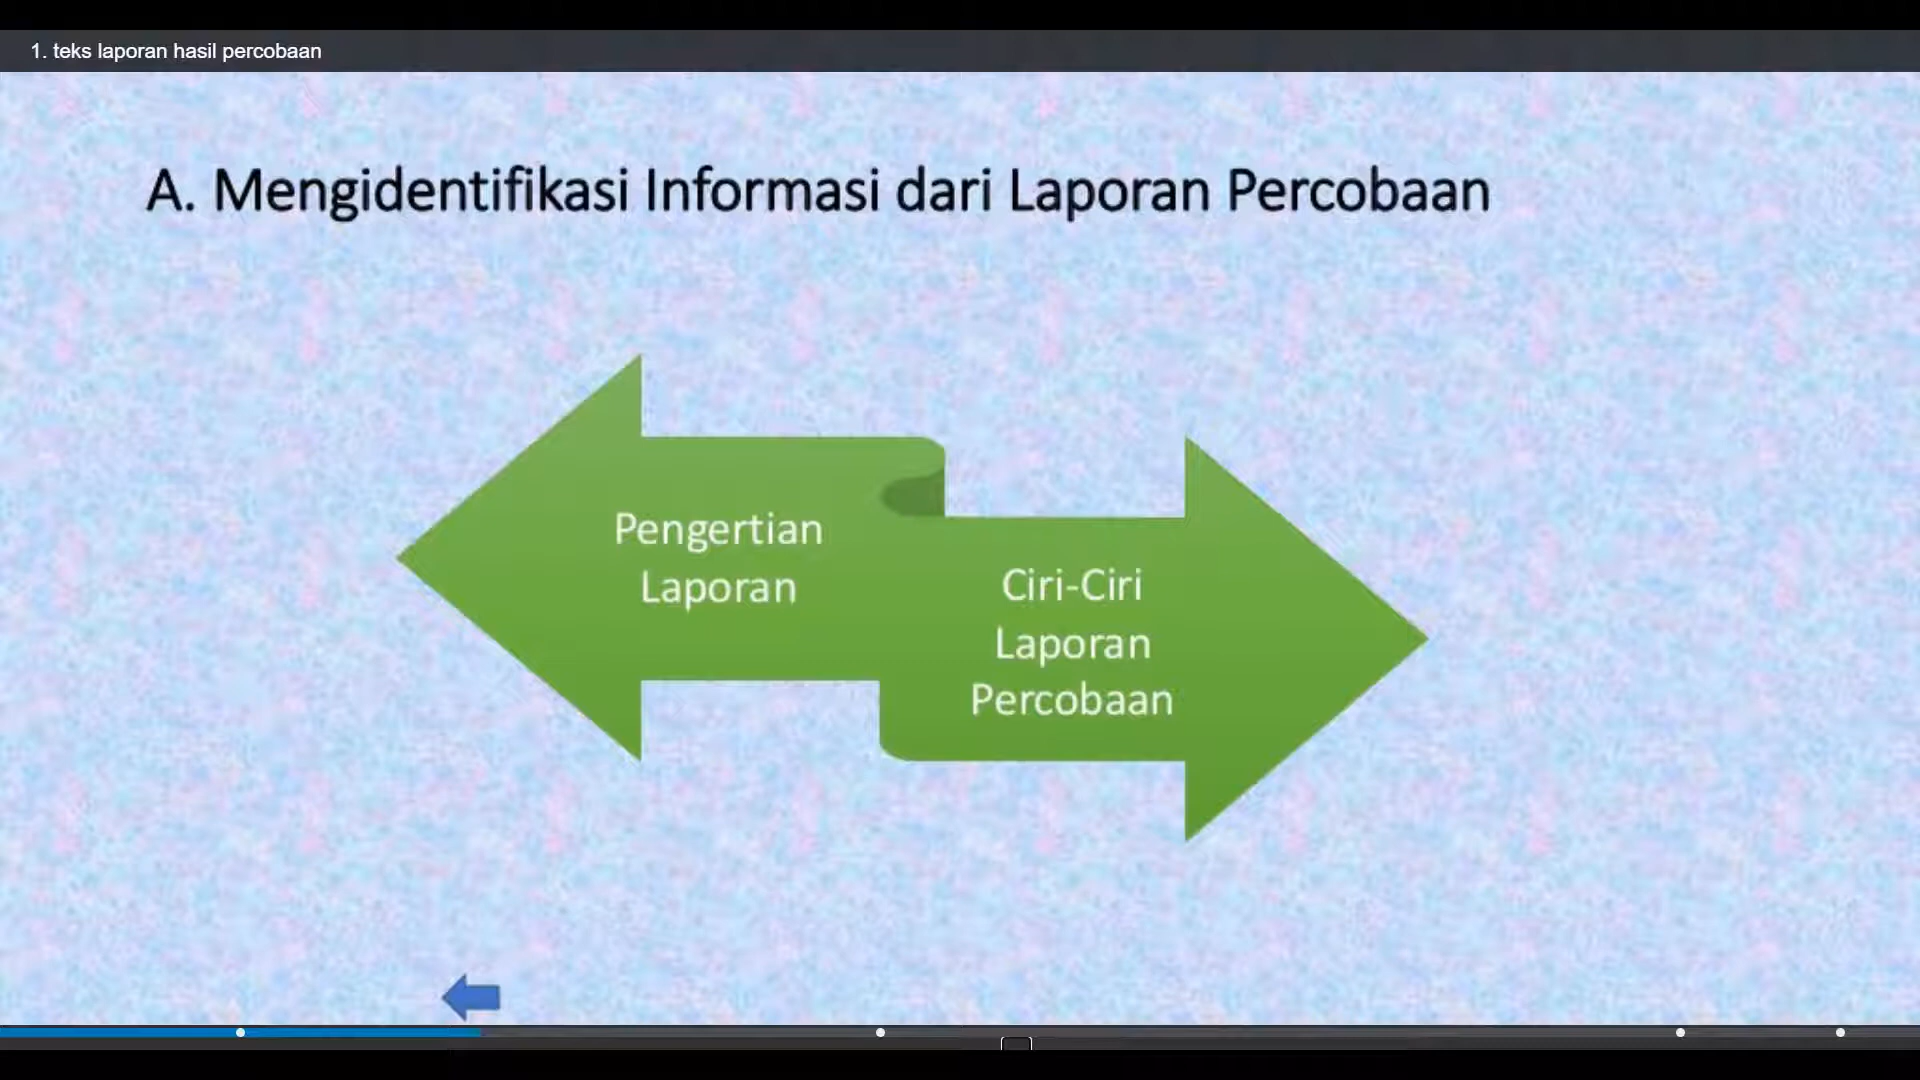 1. teks laporan hasil percobaan
A. Mengidentifikasi Informasi dari Laporan Percobaan
Pengertian
Laporan
Ciri-Ciri
Laporan
Percobaan